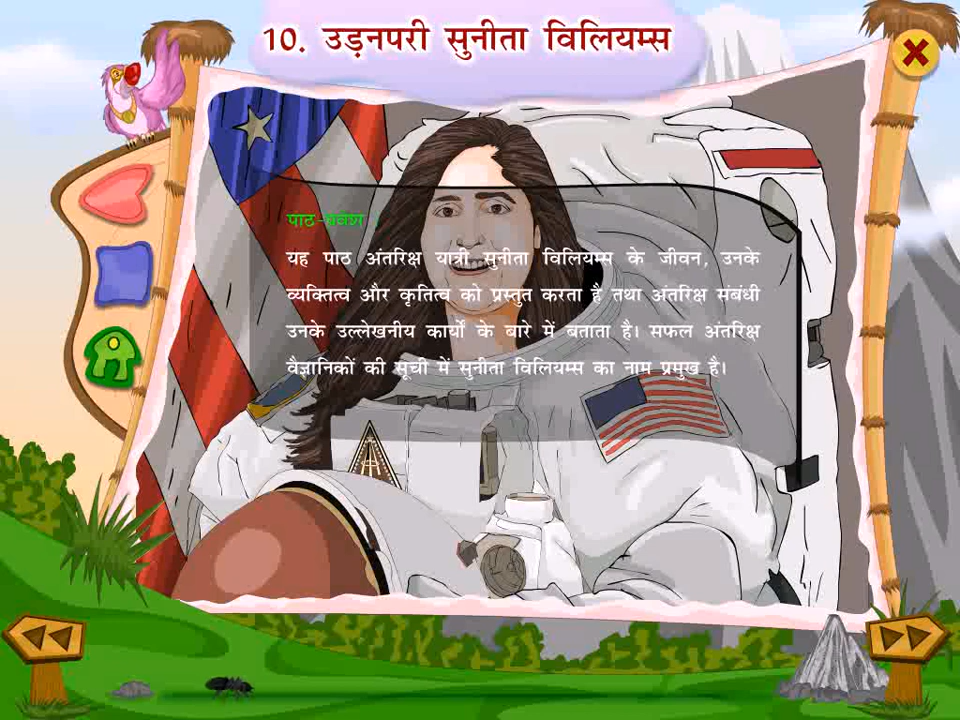 10. उड़नपरी सुनीता विलियम्स
पाठ-प्रवेश :
यह पाठ अंतरिक्ष यात्री सुनीता विलियम्स के जीवन, उनके
व्यक्तित्व और कृतित्व को प्रस्तुत करता है तथा अंतरिक्ष संबंधी
उनके उल्लेखनीय कार्यों के बारे में बताता है। सफल अंतरिक्ष
वैज्ञानिकों की सूची में सुनीता विलियम्स का नाम प्रमुख है।